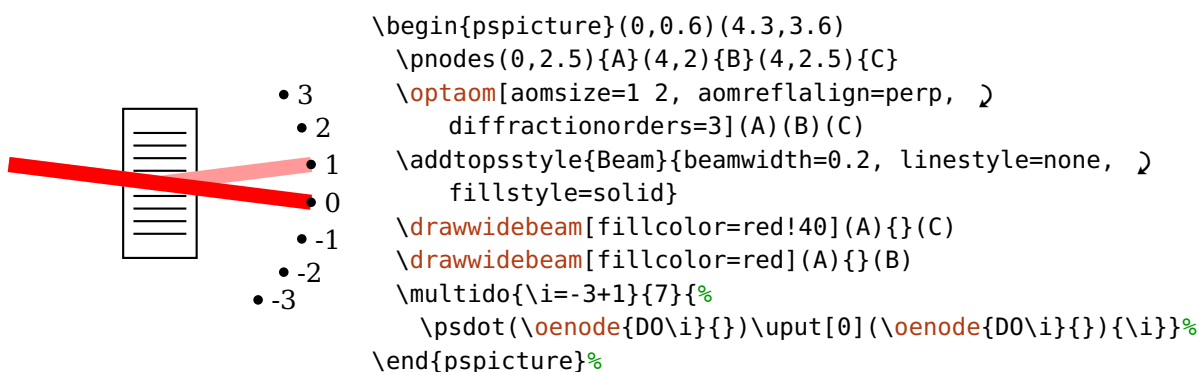 3
2
1
0
-1
-2
-3
\begin{pspicture}(0,0.6)(4.3,3.6)
\pnodes(0,2.5){A}(4,2){B}(4,2.5){C}
\optaom[aomsize=1 2, aomreflalign=perp, ⤸
diffractionorders=3](A)(B)(C)
\addtopsstyle{Beam}{beamwidth=0.2, linestyle=none, ⤸
fillstyle=solid}
\drawwidebeam[fillcolor=red!40](A){}(C)
\drawwidebeam[fillcolor=red](A){}(B)
\multido{\i=-3+1}{7}{%
\psdot(\oenode{DO\i}{})\uput[0](\oenode{DO\i}{}){\i}}%
\end{pspicture}%